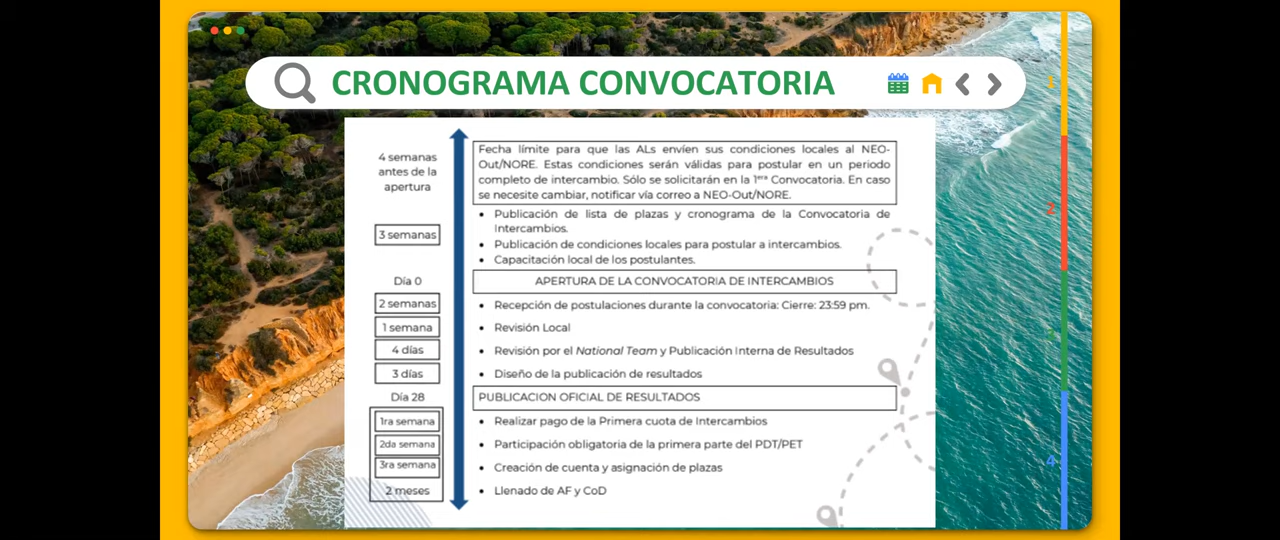 CRONOGRAMA CONVOCATORIA
4 semanas
antes de la
apertura
Fecha límite para que las ALs envíen sus condiciones locales al NEO-
Out/NORE. Estas condiciones serán válidas para postular en un periodo
completo de intercambio. Sólo se solicitarán en la 1era Convocatoria. En caso
se necesite cambiar, notificar vía correo a NEO-Out/NORE.
3 semanas
• Publicación de lista de plazas y cronograma de la Convocatoria de
Intercambios.
• Publicación de condiciones locales para postular a intercambios.
• Capacitación local de los postulantes.
Día 0
APERTURA DE LA CONVOCATORIA DE INTERCAMBIOS
2 semanas
• Recepción de postulaciones durante la convocatoria: Cierre: 23:59 pm.
1 semana
• Revisión Local
4 días
• Revisión por el National Team y Publicación Interna de Resultados
3 días
• Diseño de la publicación de resultados
Día 28
PUBLICACION OFICIAL DE RESULTADOS
1ra semana
• Realizar pago de la Primera cuota de Intercambios
2da semana
• Participación obligatoria de la primera parte del PDT/PET
3ra semana
• Creación de cuenta y asignación de plazas
2 meses
• Llenado de AF y CoD
1
2
3
4